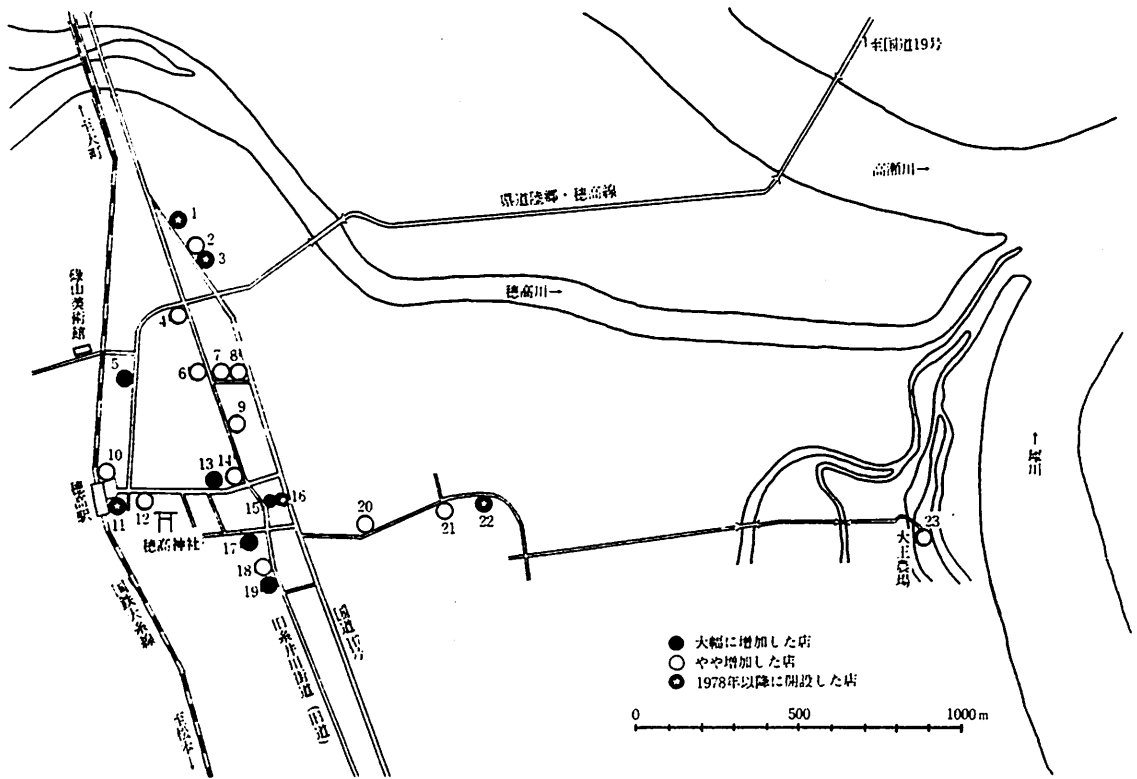 至国道19号
高瀬川→
県道陸郷・穂高線
←至大町
1
2
3
碌山美術館
穂高川→
4
5
6
7
8
9
10
13
14
三川→
11
12
15
16
穂高駅
穂高神社
17
20
21
22
23
大王農場
18
19
国鉄大糸線
国道147号
旧糸井川街道(旧道)
至松本→
大幅に増加した店
やや増加した店
1978年以降に開設した店
0
500
1000m